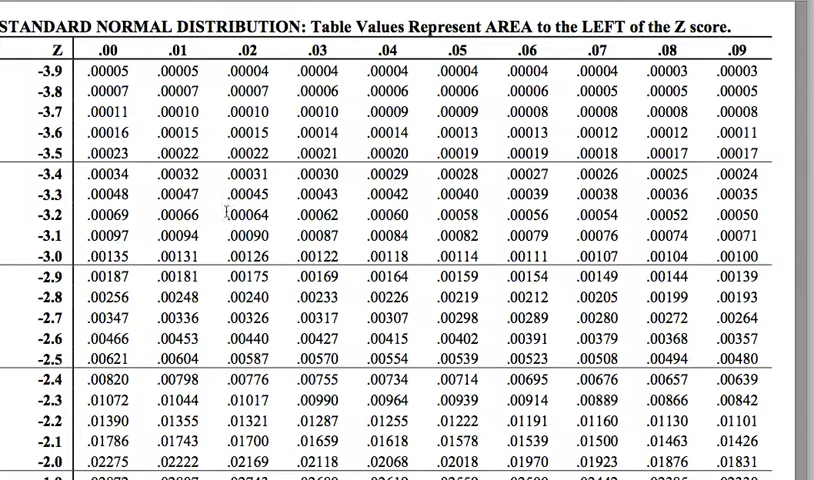 STANDARD NORMAL DISTRIBUTION: Table Values Represent AREA to the LEFT of the Z score.
Z .00 .01 .02 .03 .04 .05 .06 .07 .08 .09
-3.9 .00005 .00005 .00004 .00004 .00004 .00004 .00004 .00004 .00003 .00003
-3.8 .00007 .00007 .00007 .00006 .00006 .00006 .00006 .00005 .00005 .00005
-3.7 .00011 .00010 .00010 .00010 .00009 .00009 .00008 .00008 .00008 .00008
-3.6 .00016 .00015 .00015 .00014 .00014 .00013 .00013 .00012 .00012 .00011
-3.5 .00023 .00022 .00022 .00021 .00020 .00019 .00019 .00018 .00017 .00017
-3.4 .00034 .00032 .00031 .00030 .00029 .00028 .00027 .00026 .00025 .00024
-3.3 .00048 .00047 .00045 .00043 .00042 .00040 .00039 .00038 .00036 .00035
-3.2 .00069 .00066 .00064 .00062 .00060 .00058 .00056 .00054 .00052 .00050
-3.1 .00097 .00094 .00090 .00087 .00084 .00082 .00079 .00076 .00074 .00071
-3.0 .00135 .00131 .00126 .00122 .00118 .00114 .00111 .00107 .00104 .00100
-2.9 .00187 .00181 .00175 .00169 .00164 .00159 .00154 .00149 .00144 .00139
-2.8 .00256 .00248 .00240 .00233 .00226 .00219 .00212 .00205 .00199 .00193
-2.7 .00347 .00336 .00326 .00317 .00307 .00298 .00289 .00280 .00272 .00264
-2.6 .00466 .00453 .00440 .00427 .00415 .00402 .00391 .00379 .00368 .00357
-2.5 .00621 .00604 .00587 .00570 .00554 .00539 .00523 .00508 .00494 .00480
-2.4 .00820 .00798 .00776 .00755 .00734 .00714 .00695 .00676 .00657 .00639
-2.3 .01072 .01044 .01017 .00990 .00964 .00939 .00914 .00889 .00866 .00842
-2.2 .01390 .01355 .01321 .01287 .01255 .01222 .01191 .01160 .01130 .01101
-2.1 .01786 .01743 .01700 .01659 .01618 .01578 .01539 .01500 .01463 .01426
-2.0 .02275 .02222 .02169 .02118 .02068 .02018 .01970 .01923 .01876 .01831